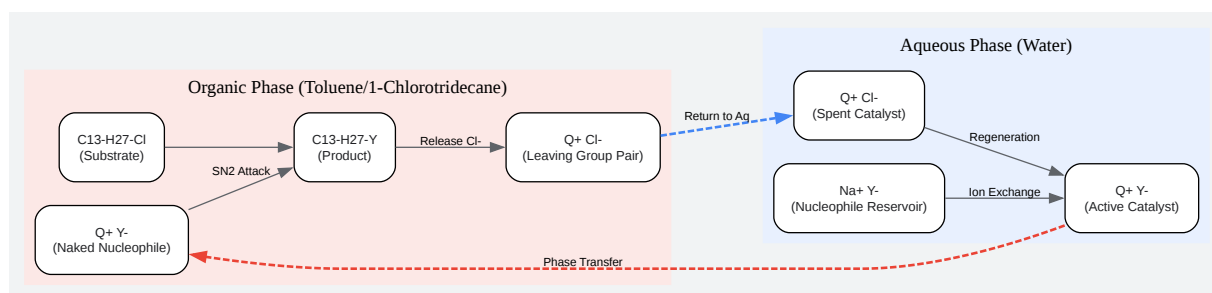 Organic Phase (Toluene/1-Chlorotridecane)
C13-H27-Cl
(Substrate)
C13-H27-Y
(Product)
Release Cl-
Q+ Cl-
(Leaving Group Pair)
SN2 Attack
Q+ Y-
(Naked Nucleophile)
Return to Aq
Phase Transfer
Aqueous Phase (Water)
Q+ Cl-
(Spent Catalyst)
Regeneration
Na+ Y-
(Nucleophile Reservoir)
Ion Exchange
Q+ Y-
(Active Catalyst)